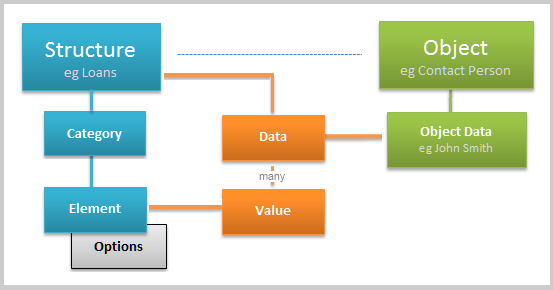 Structure
eg Loans
Object
eg Contact Person
Category
Data
Object Data
eg John Smith
many
Element
Value
Options